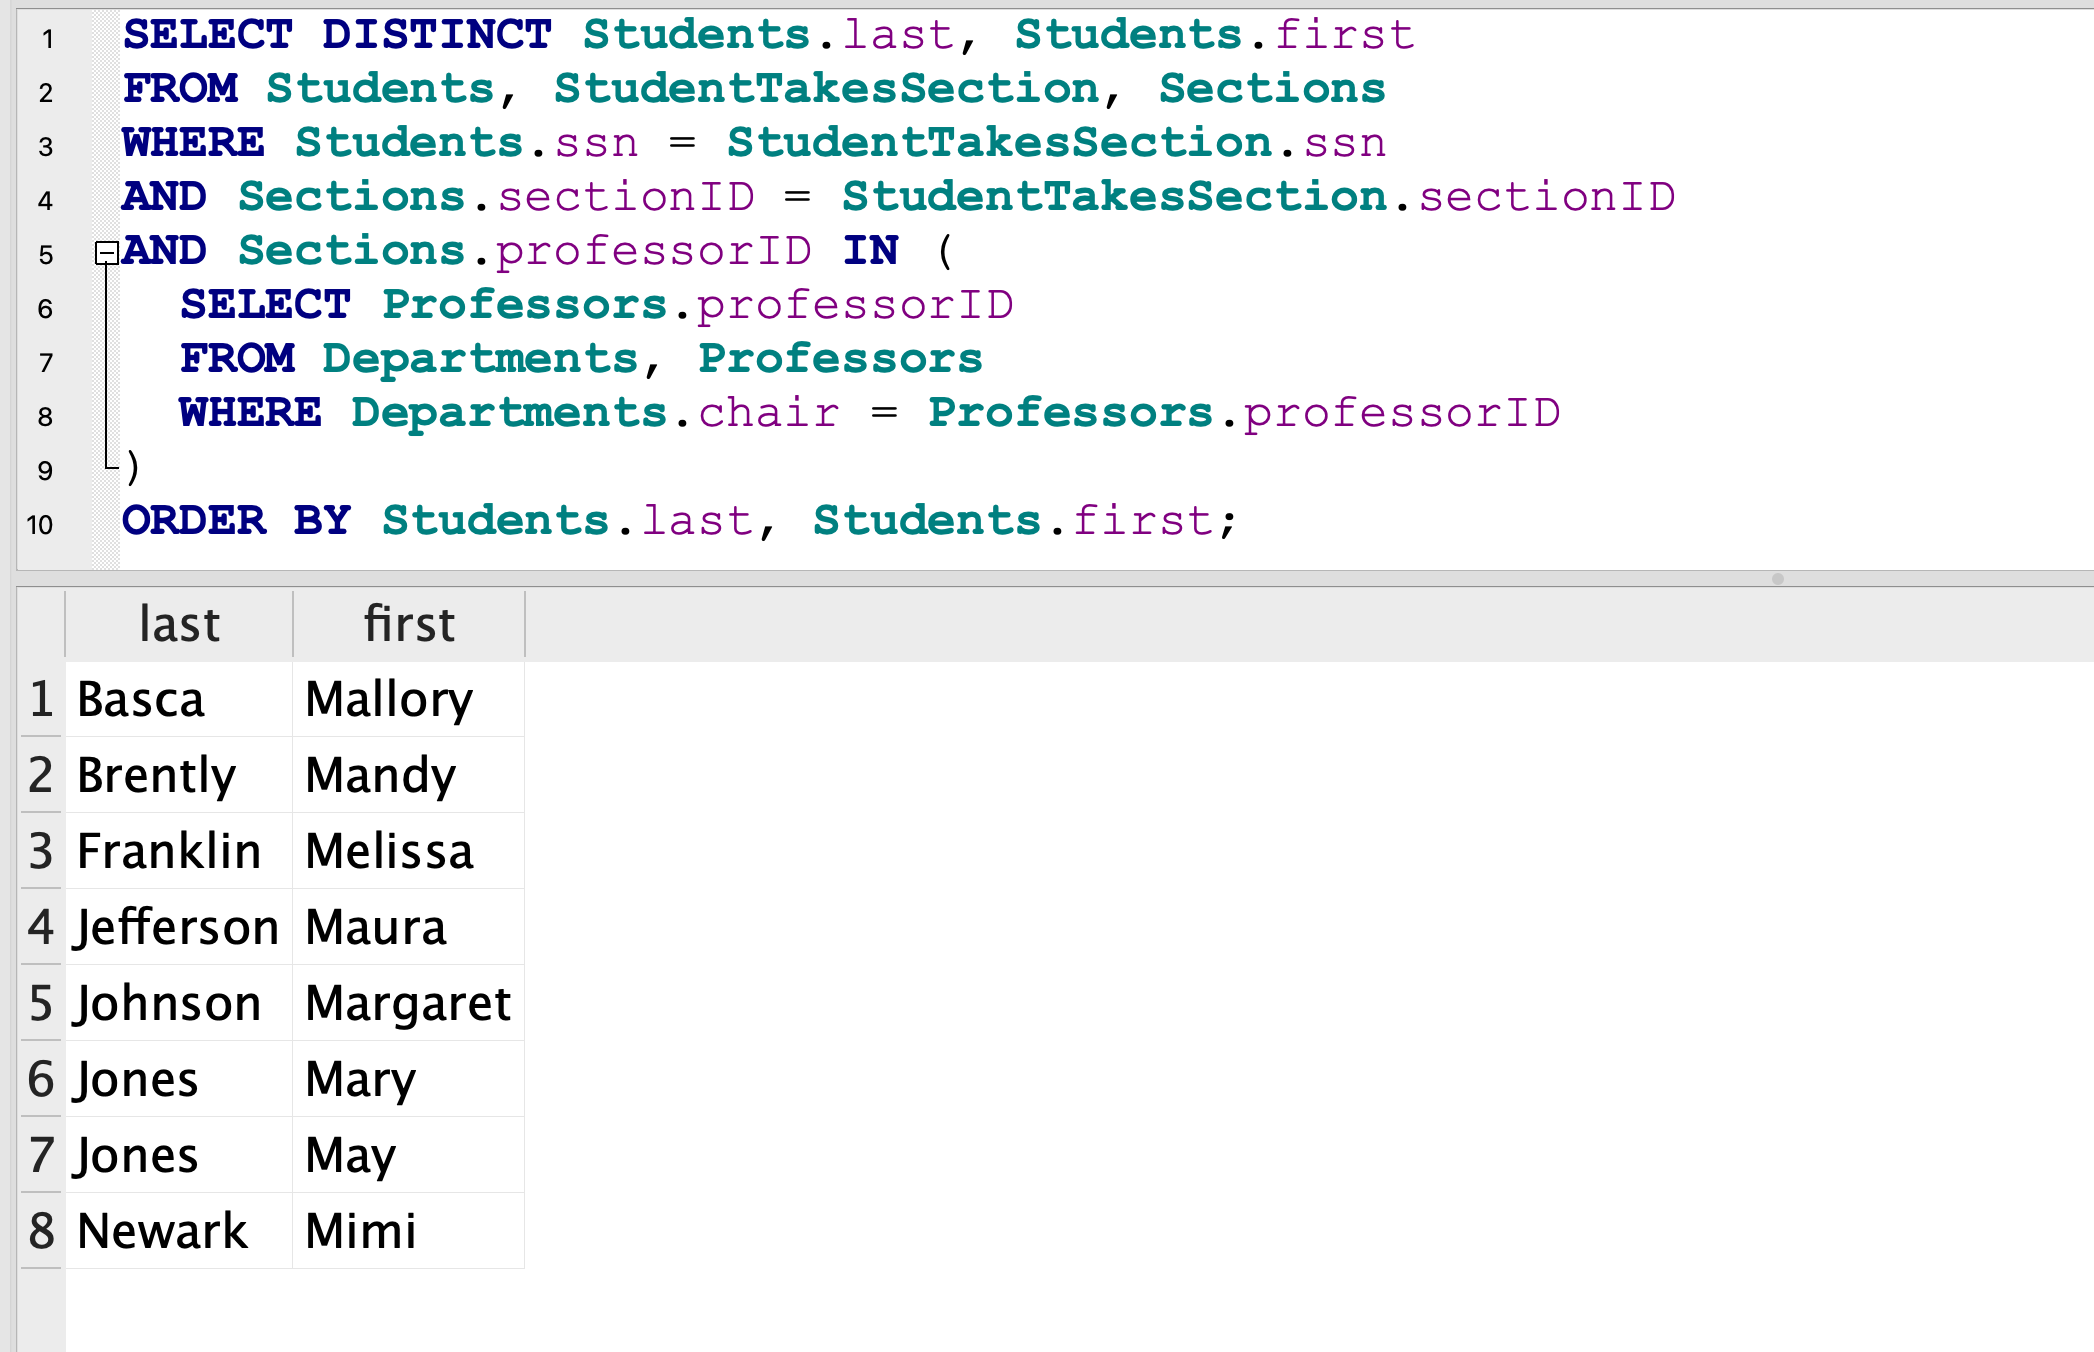 1 SELECT DISTINCT Students.last, Students.first
2 FROM Students, StudentTakesSection, Sections
3 WHERE Students.ssn = StudentTakesSection.ssn
4 AND Sections.sectionID = StudentTakesSection.sectionID
5 AND Sections.professorID IN (
6 SELECT Professors.professorID
7 FROM Departments, Professors
8 WHERE Departments.chair = Professors.professorID
9 )
10 ORDER BY Students.last, Students.first;
last first
1 Basca Mallory
2 Brently Mandy
3 Franklin Melissa
4 Jefferson Maura
5 Johnson Margaret
6 Jones Mary
7 Jones May
8 Newark Mimi